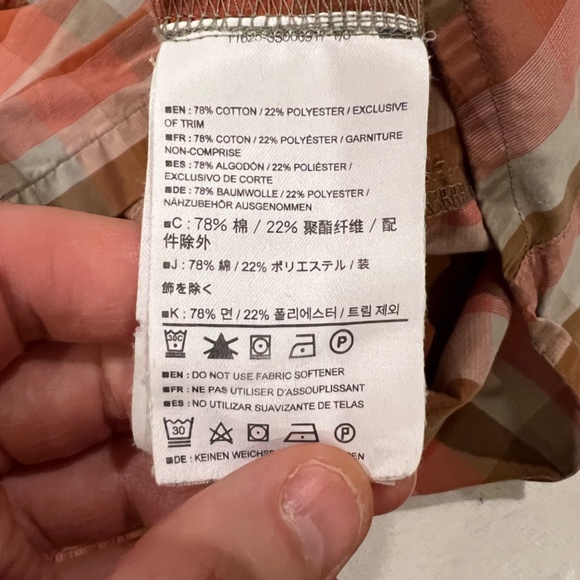 ■EN : 78% COTTON / 22% POLYESTER / EXCLUSIVE
OF TRIM
■FR : 78% COTON / 22% POLYÉSTER / GARNITURE
NON-COMPRISE
■ES : 78% ALGODÓN / 22% POLIÉSTER /
EXCLUSIVO DE CORTE
■DE : 78% BAUMWOLLE / 22% POLYESTER /
NÄHZUBEHÖR AUSGENOMMEN
■C : 78% 棉 / 22% 聚酯纤维 / 配
件除外
■J : 78% 綿 / 22% ポリエステル / 装
飾を除く
■K : 78% 면 / 22% 폴리에스터 / 트림 제외
30C P
■EN : DO NOT USE FABRIC SOFTENER
■FR : NE PAS UTILISER D'ASSOUPLISSANT
■ES : NO UTILIZAR SUAVIZANTE DE TELAS
30 P
■DE : KEINEN